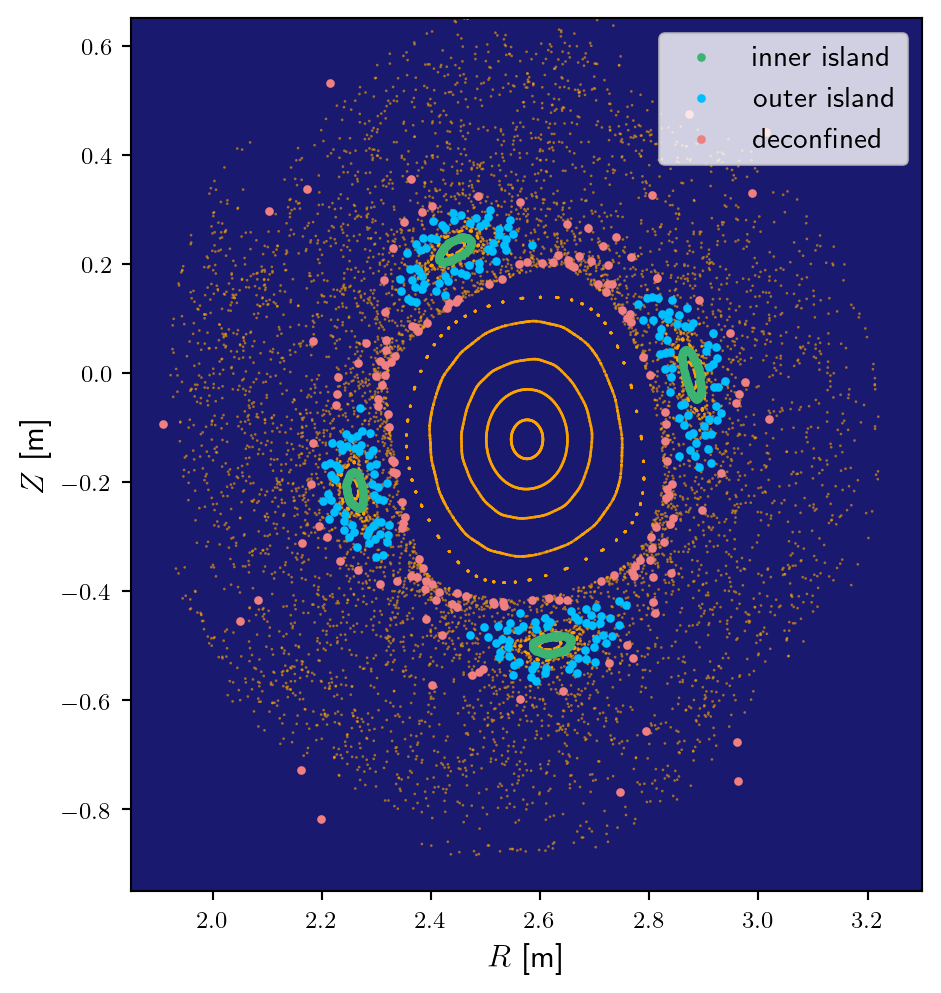 inner island
outer island
deconfined
0.6
0.4
0.2
0.0
−0.2
−0.4
−0.6
−0.8
Z [m]
2.0 2.2 2.4 2.6 2.8 3.0 3.2
R [m]